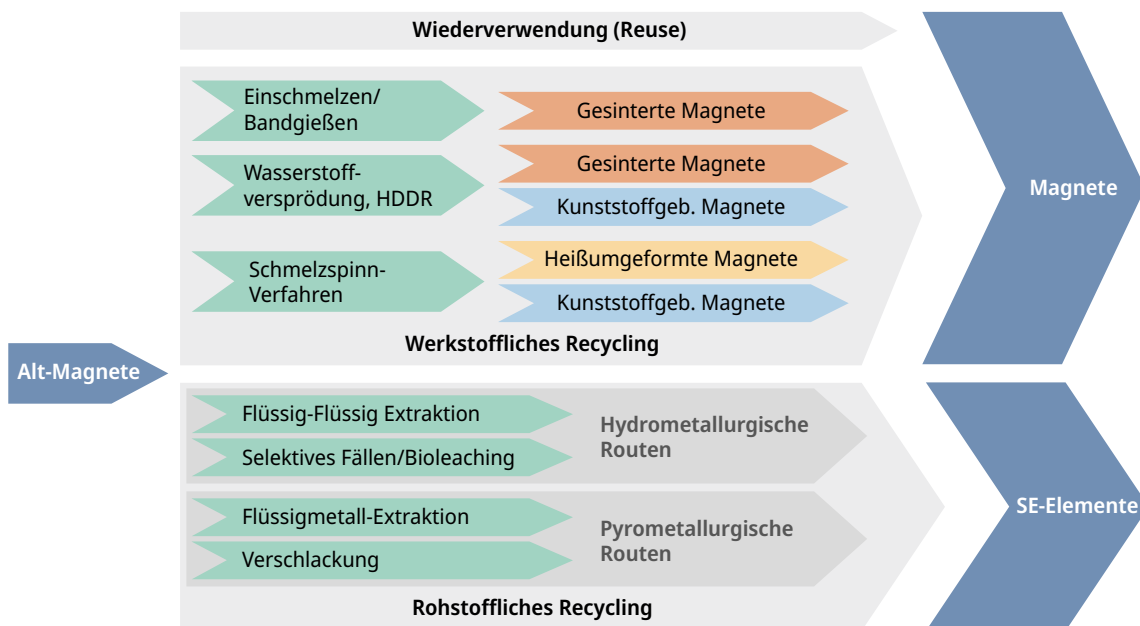 Wiederverwendung (Reuse)
Einschmelzen/
Bandgießen
Gesinterte Magnete
Wasserstoff-
versprödung, HDDR
Gesinterte Magnete
Kunststoffgeb. Magnete
Schmelzspinn-
Verfahren
Heißumgeformte Magnete
Kunststoffgeb. Magnete
Werkstoffliches Recycling
Magnete
Alt-Magnete
Flüssig-Flüssig Extraktion
Selektives Fällen/Bioleaching
Hydrometallurgische
Routen
Flüssigmetall-Extraktion
Verschlackung
Pyrometallurgische
Routen
Rohstoffliches Recycling
SE-Elemente